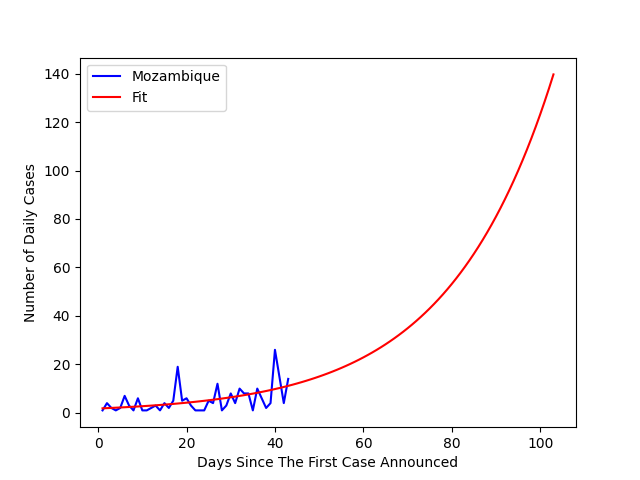 Mozambique
Fit
140
120
100
80
60
40
20
0
Number of Daily Cases
0 20 40 60 80 100
Days Since The First Case Announced